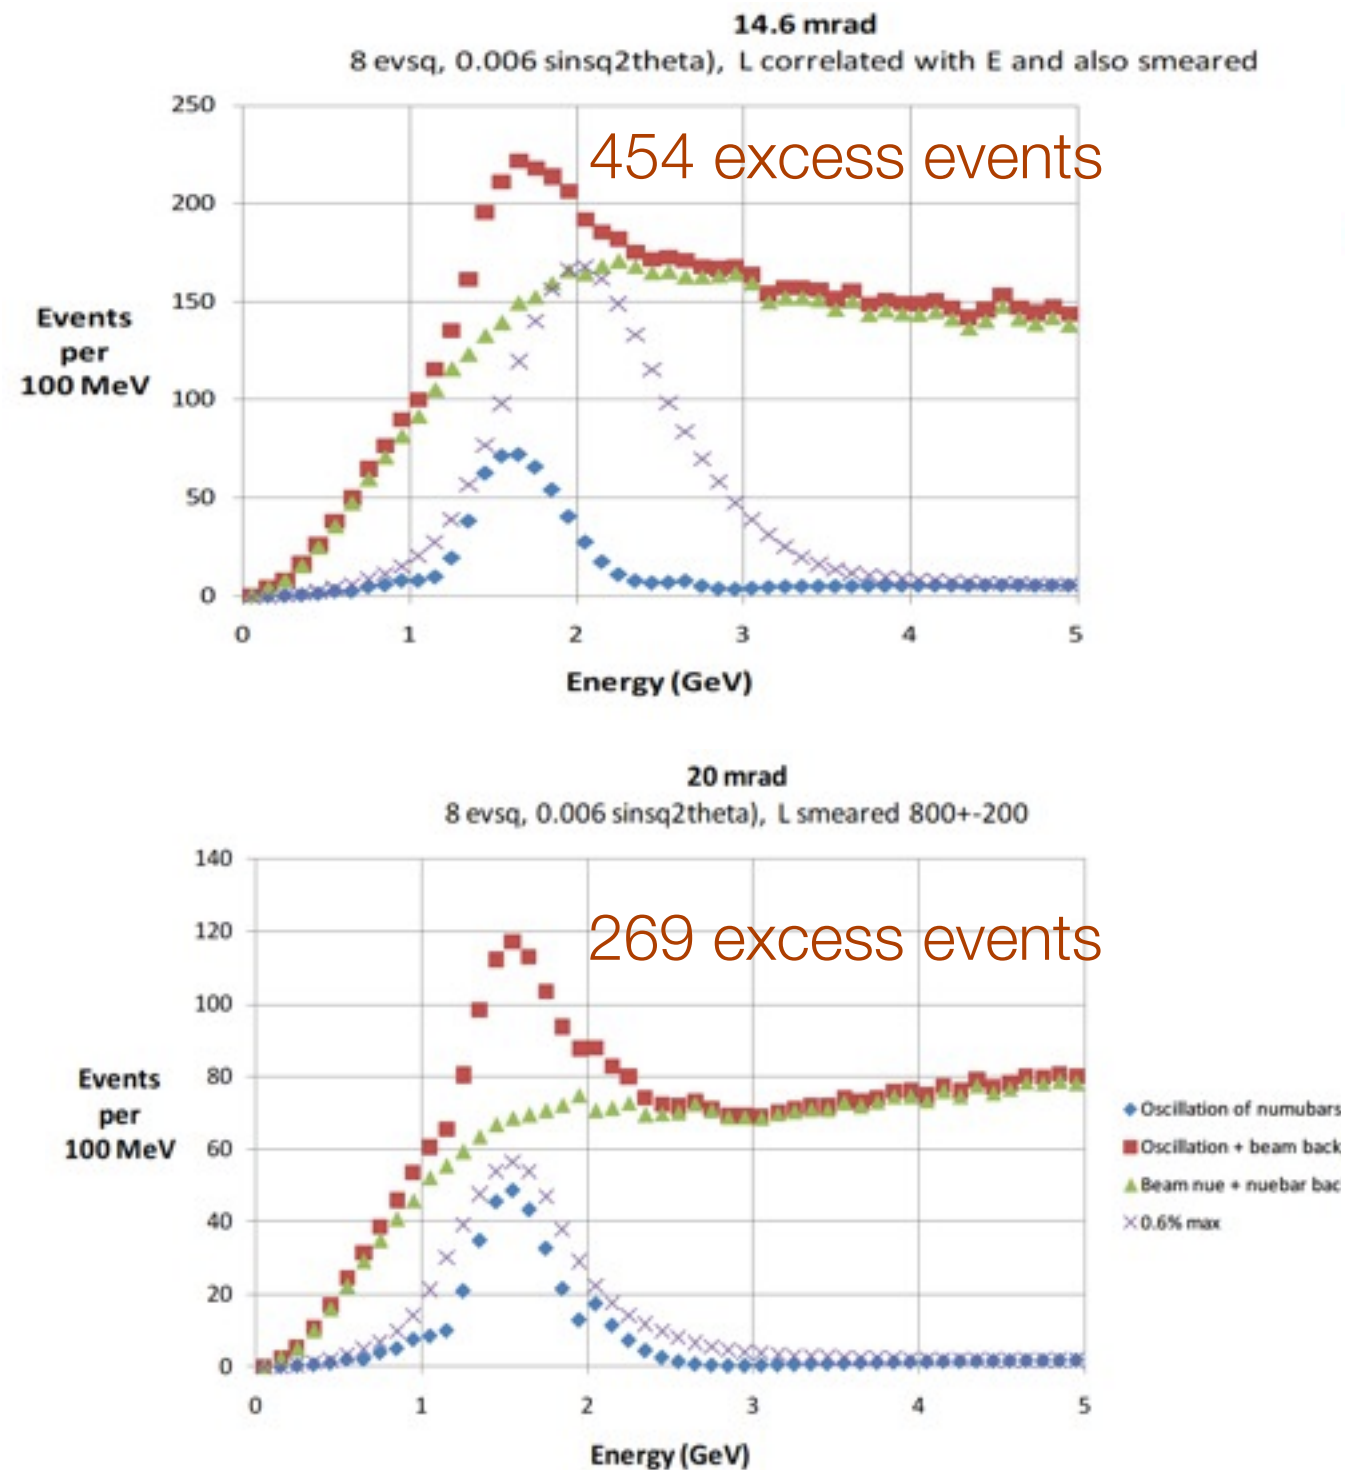 14.6 mrad
8 evsq, 0.006 sinsq2theta), L correlated with E and also smeared
454 excess events
250
200
150
100
50
0
Events
per
100 MeV
0 1 2 3 4 5
Energy (GeV)
20 mrad
8 evsq, 0.006 sinsq2theta), L smeared 800+-200
269 excess events
140
120
100
80
60
40
20
0
Events
per
100 MeV
0 1 2 3 4 5
Energy (GeV)
Oscillation of numubars
Oscillation + beam back
Beam nue + nuebar bac
0.6% max